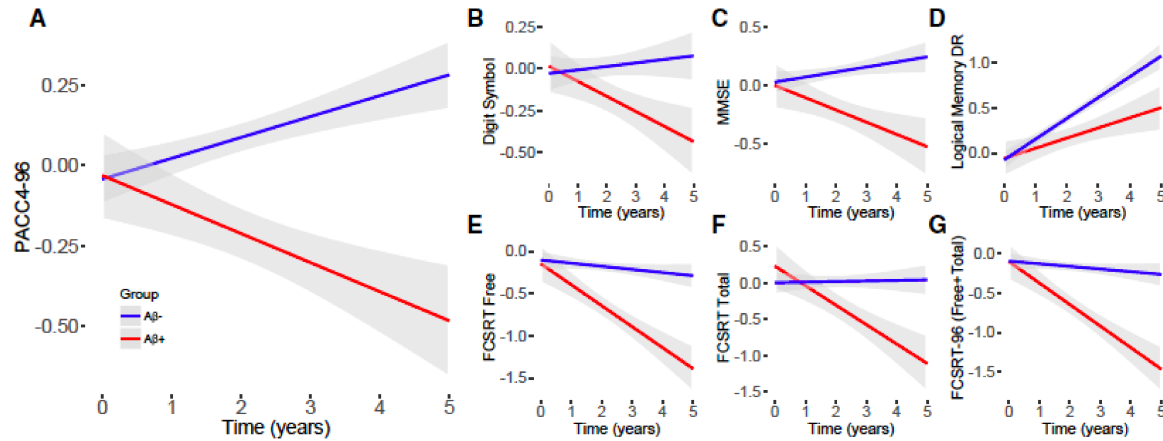 A
PACC4-96
0.25
0.00
-0.25
-0.50
Group
Aβ-
Aβ+
0 1 2 3 4 5
Time (years)
B
Digit Symbol
0.25
0.00
-0.25
-0.50
0 1 2 3 4 5
Time (years)
C
MMSE
0.5
0.0
-0.5
0 1 2 3 4 5
Time (years)
D
Logical Memory DR
1.0
0.5
0.0
0 1 2 3 4 5
Time (years)
E
FCSRT Free
0.0
-0.5
-1.0
-1.5
0 1 2 3 4 5
Time (years)
F
FCSRT Total
0.5
0.0
-0.5
-1.0
-1.5
0 1 2 3 4 5
Time (years)
G
FCSRT-96 (Free+Total)
0.0
-0.5
-1.0
-1.5
0 1 2 3 4 5
Time (years)